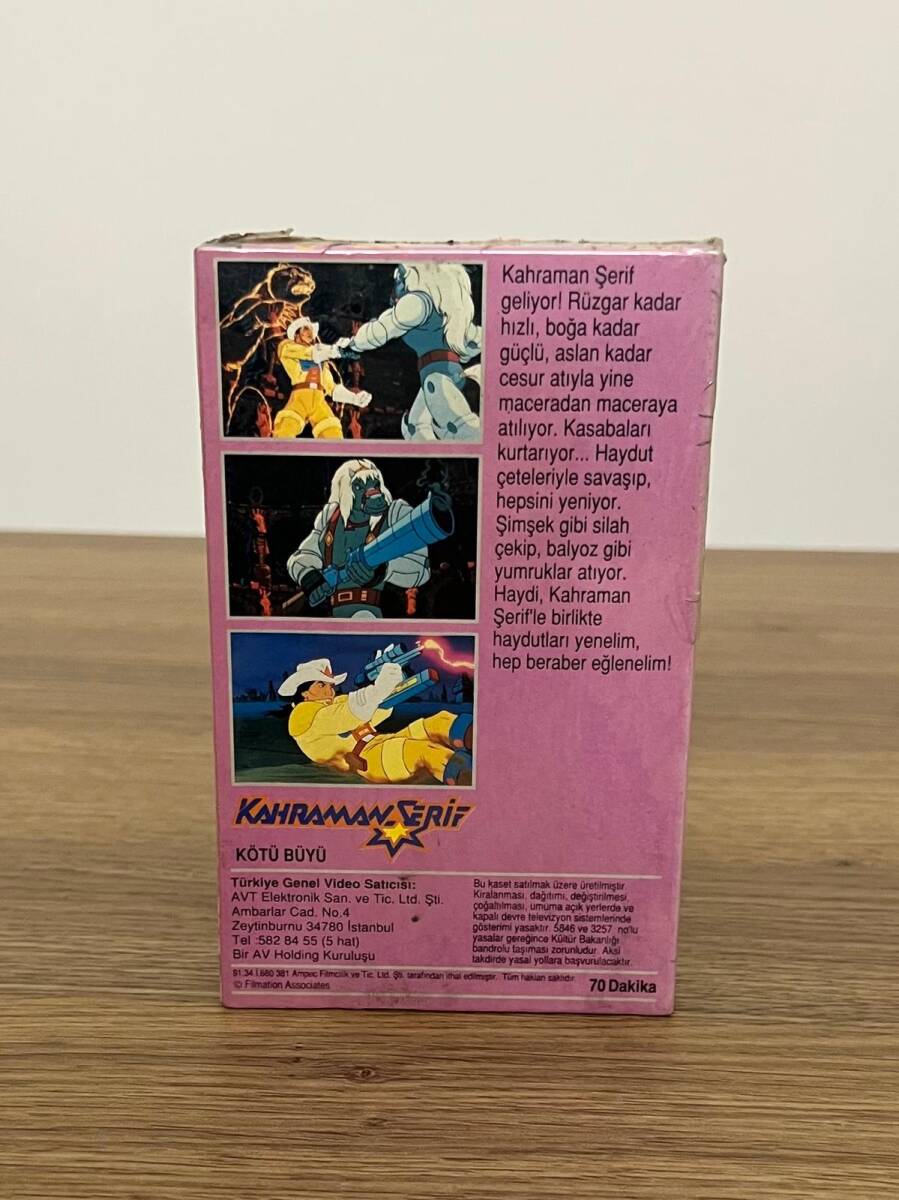 Kahraman Şerif
geliyor! Rüzgar kadar
hızlı, boğa kadar
güçlü, aslan kadar
cesur atıyla yine
maceradan maceraya
atılıyor. Kasabaları
kurtarıyor... Haydut
çeteleriyle savaşıp,
hepsini yeniyor.
Şimşek gibi silah
çekip, balyoz gibi
yumruklar atıyor.
Haydi, Kahraman
Şerif'le birlikte
haydutları yenelim,
hep beraber eğlenelim!
KAHRAMAN ŞERİF
KÖTÜ BÜYÜ
Türkiye Genel Video Satıcısı:
AVT Elektronik San. ve Tic. Ltd. Şti.
Ambarlar Cad. No.4
Zeytinburnu 34780 İstanbul
Tel :582 84 55 (5 hat)
Bir AV Holding Kuruluşu
Bu kaset satılmak üzere üretilmiştir.
Kiralanması, dağıtımı, değiştirilmesi,
çoğaltılması, umuma açık yerlerde ve
kapalı devre televizyon sistemlerinde
gösterimi yasaktır. 5846 ve 3257 no'lu
yasalar gereğince Kültür Bakanlığı
bandrolu taşıması zorunludur. Aksi
takdirde yasal yollara başvurulacaktır.
91.34.I.680 381 Ampec Filmcilik ve Tic. Ltd. Şti. tarafından ithal edilmiştir. Tüm hakları saklıdır.
© Filmation Associates
70 Dakika